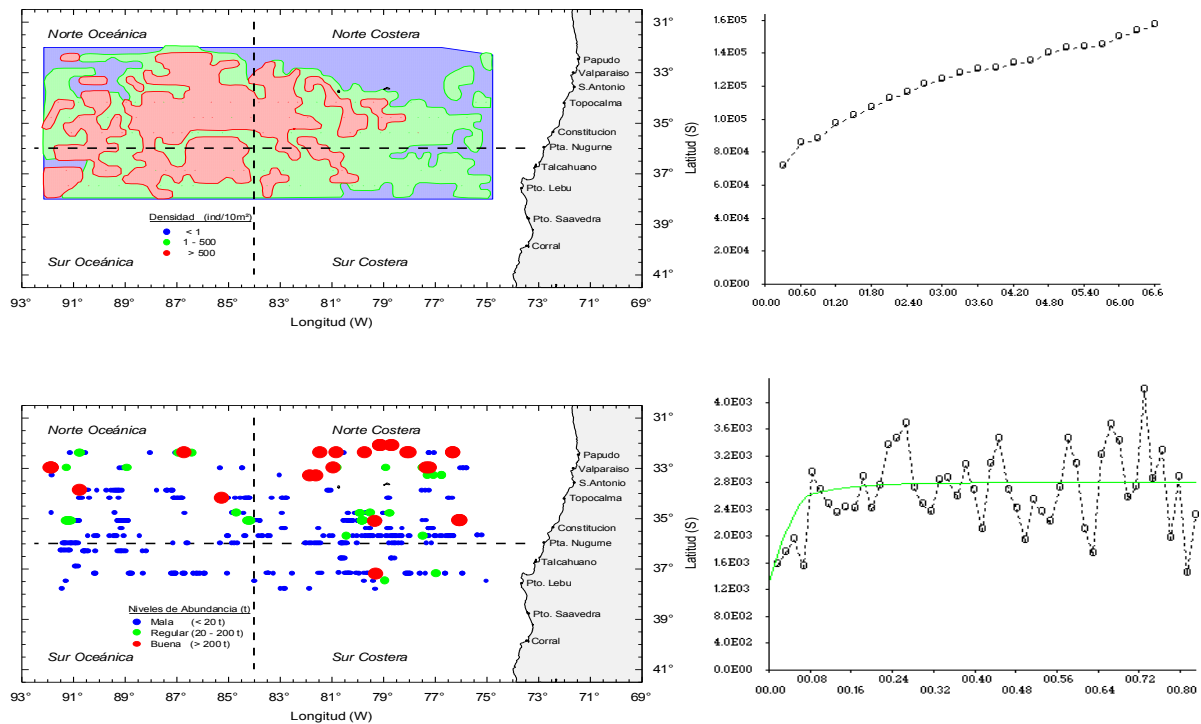 Norte Oceánica
Norte Costera
31°
33°
35°
37°
39°
41°
Papudo
Valparaiso
S.Antonio
Topocalma
Constitucion
Pta. Nugurne
Talcahuano
Pto. Lebu
Pto. Saavedra
Corral
Densidad (ind/10m²)
< 1
1 - 500
> 500
Sur Oceánica
Sur Costera
93° 91° 89° 87° 85° 83° 81° 79° 77° 75° 73° 71° 69°
Longitud (W)
Latitud (S)
1.6E05
1.4E05
1.2E05
1.0E05
8.0E04
6.0E04
4.0E04
2.0E04
0.0E00
00.00 00.60 01.20 01.80 02.40 03.00 03.60 04.20 04.80 05.40 06.00 06.6
Norte Oceánica
Norte Costera
31°
33°
35°
37°
39°
41°
Papudo
Valparaiso
S.Antonio
Topocalma
Constitucion
Pta. Nugurne
Talcahuano
Pto. Lebu
Pto. Saavedra
Corral
Niveles de Abundancia (t)
Mala (< 20 t)
Regular (20 - 200 t)
Buena (> 200 t)
Sur Oceánica
Sur Costera
93° 91° 89° 87° 85° 83° 81° 79° 77° 75° 73° 71° 69°
Longitud (W)
Latitud (S)
4.0E03
3.4E03
2.8E03
2.2E03
1.6E03
1.0E03
8.0E02
4.0E02
0.0E00
00.00 00.08 00.16 00.24 00.32 00.40 00.48 00.56 00.64 00.72 00.80